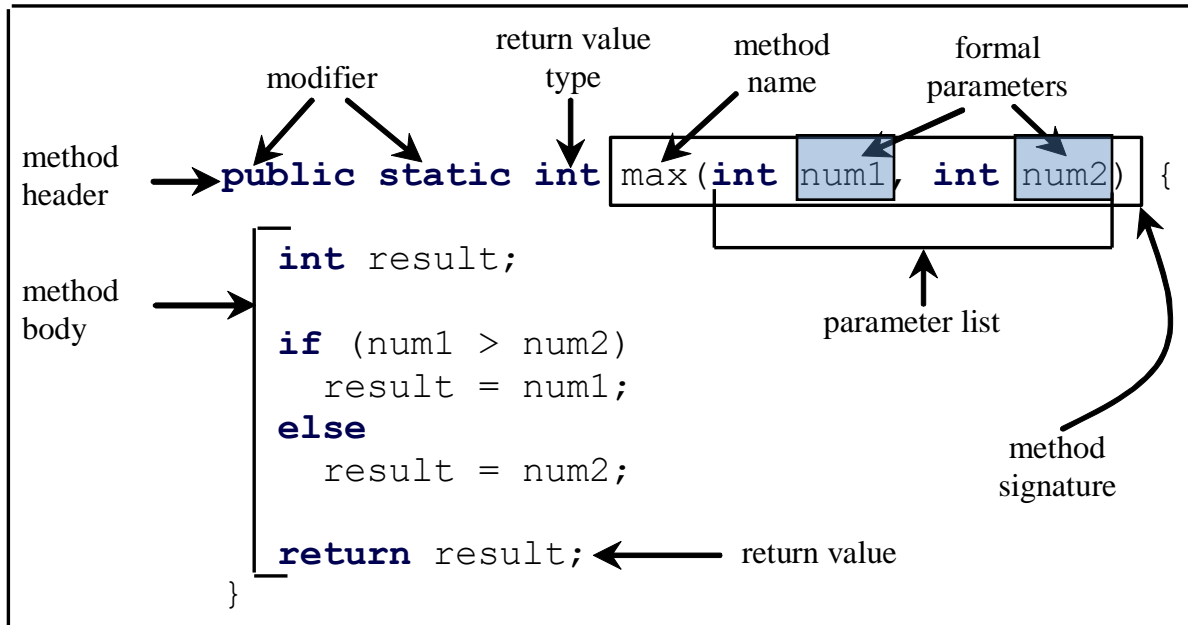 return value
type
method
name
formal
parameters
modifier
method
header
public static int max(int num1, int num2) {
int result;
method
body
parameter list
if (num1 > num2)
result = num1;
else
result = num2;
method
signature
return result;
return value
}